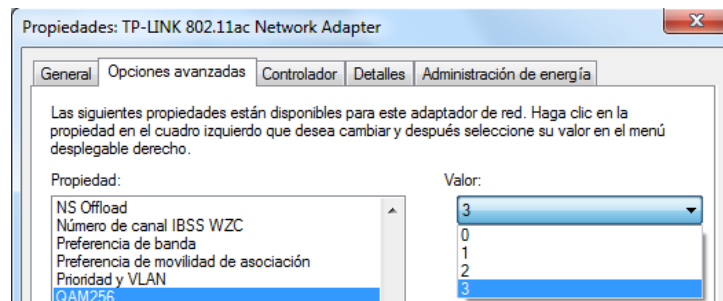 Propiedades: TP-LINK 802.11ac Network Adapter
General Opciones avanzadas Controlador Detalles Administración de energía
Las siguientes propiedades están disponibles para este adaptador de red. Haga clic en la
propiedad en el cuadro izquierdo que desea cambiar y después seleccione su valor en el menú
desplegable derecho.
Propiedad:
NS Offload
Número de canal IBSS WZC
Preferencia de banda
Preferencia de movilidad de asociación
Prioridad y VLAN
QAM256
Valor:
3
0
1
2
3